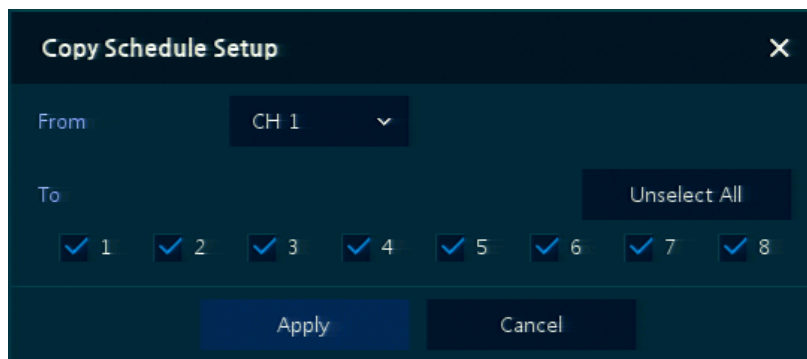 Copy Schedule Setup
From CH 1
To Unselect All
1 2 3 4 5 6 7 8
Apply Cancel